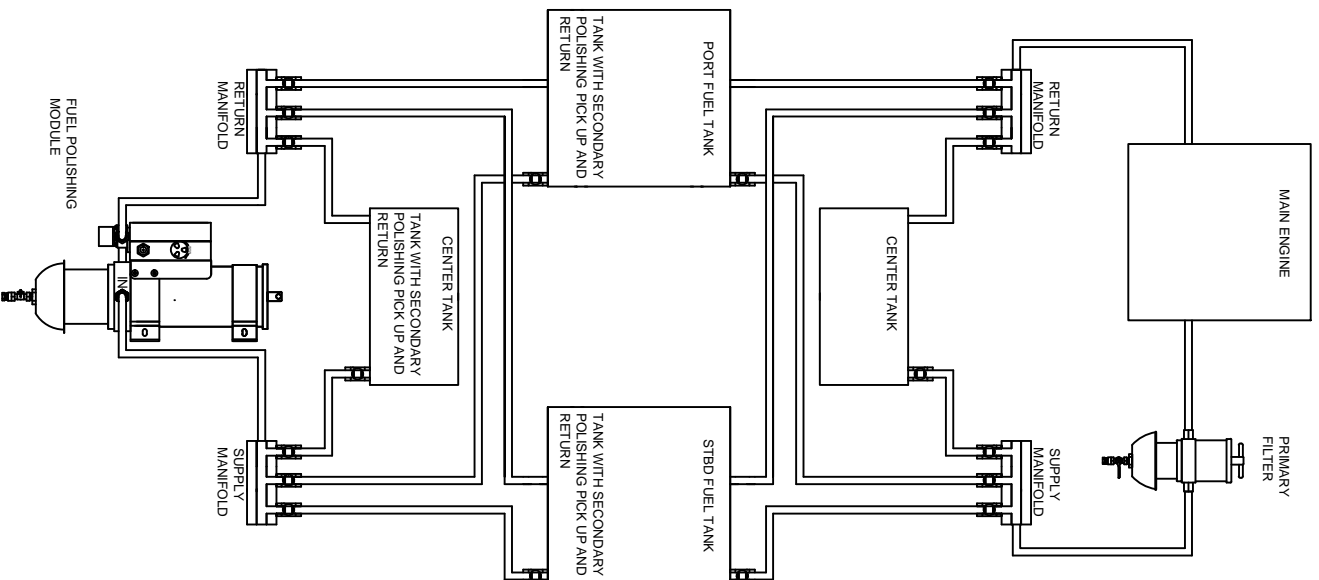 MAIN ENGINE
PRIMARY
FILTER
RETURN
MANIFOLD
SUPPLY
MANIFOLD
CENTER TANK
PORT FUEL TANK
TANK WITH SECONDARY
POLISHING PICK UP AND
RETURN
STBD FUEL TANK
TANK WITH SECONDARY
POLISHING PICK UP AND
RETURN
CENTER TANK
TANK WITH SECONDARY
POLISHING PICK UP AND
RETURN
RETURN
MANIFOLD
SUPPLY
MANIFOLD
IN
FUEL POLISHING
MODULE